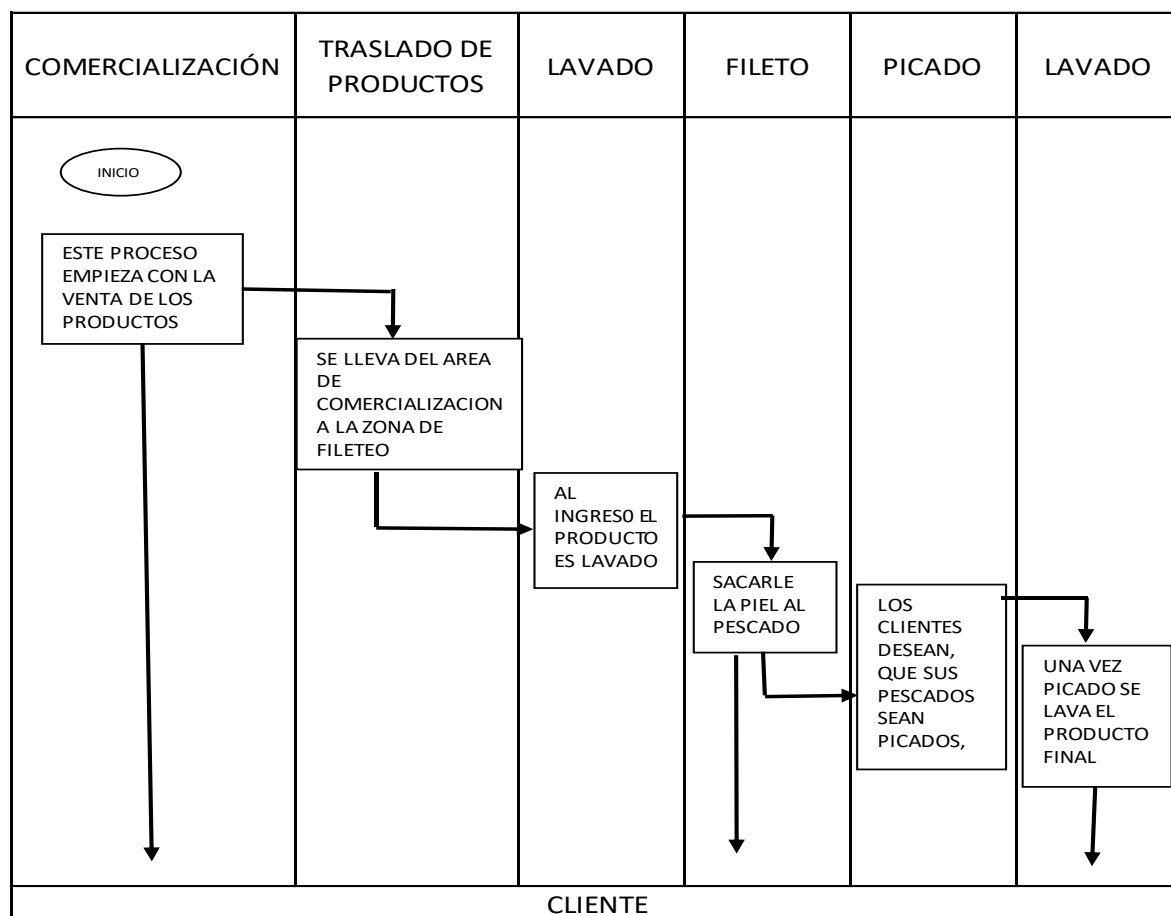 COMERCIALIZACIÓN
TRASLADO DE
PRODUCTOS
LAVADO
FILETO
PICADO
LAVADO
INICIO
ESTE PROCESO
EMPIEZA CON LA
VENTA DE LOS
PRODUCTOS
SE LLEVA DEL AREA
DE
COMERCIALIZACION
A LA ZONA DE
FILETEO
AL
INGRES0 EL
PRODUCTO
ES LAVADO
SACARLE
LA PIEL AL
PESCADO
LOS
CLIENTES
DESEAN,
QUE SUS
PESCADOS
SEAN
PICADOS,
UNA VEZ
PICADO SE
LAVA EL
PRODUCTO
FINAL
CLIENTE